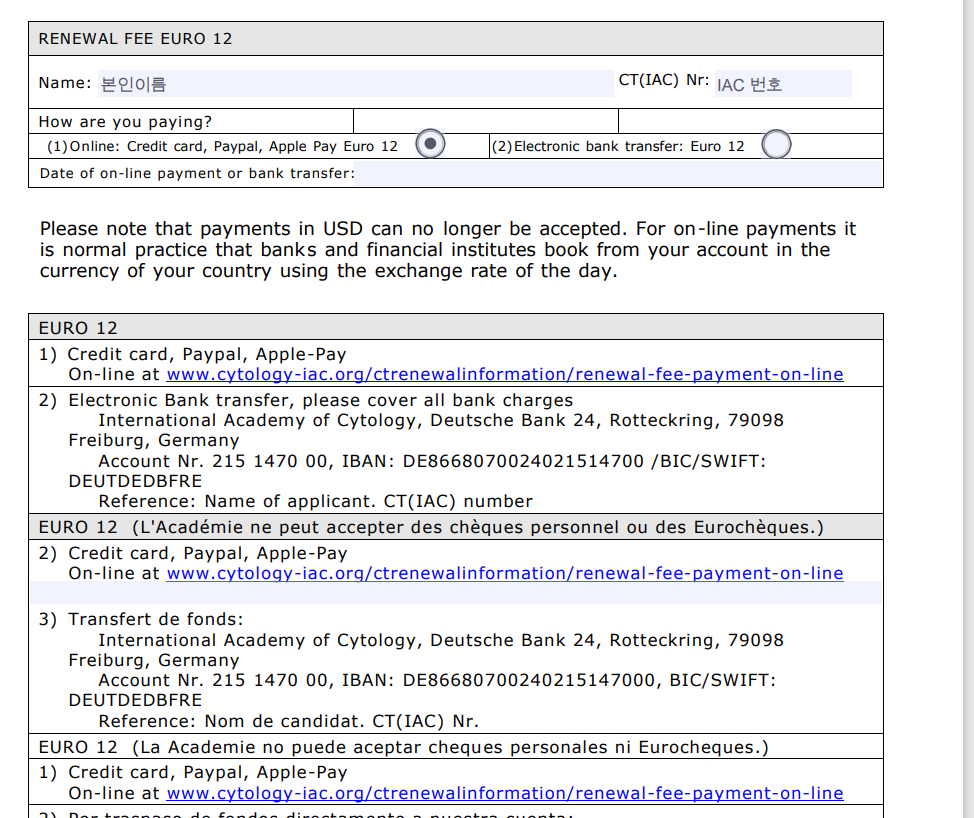 RENEWAL FEE EURO 12
Name: 본인이름 CT(IAC) Nr: IAC 번호
How are you paying?
(1)Online: Credit card, Paypal, Apple Pay Euro 12 (2)Electronic bank transfer: Euro 12
Date of on-line payment or bank transfer:
Please note that payments in USD can no longer be accepted. For on-line payments it
is normal practice that banks and financial institutes book from your account in the
currency of your country using the exchange rate of the day.
EURO 12
1) Credit card, Paypal, Apple-Pay
On-line at www.cytology-iac.org/ctrenewalinformation/renewal-fee-payment-on-line
2) Electronic Bank transfer, please cover all bank charges
International Academy of Cytology, Deutsche Bank 24, Rotteckring, 79098
Freiburg, Germany
Account Nr. 215 1470 00, IBAN: DE8668070024021514700 /BIC/SWIFT:
DEUTDEDBFRE
Reference: Name of applicant. CT(IAC) number
EURO 12 (L'Académie ne peut accepter des chèques personnel ou des Eurochèques.)
2) Credit card, Paypal, Apple-Pay
On-line at www.cytology-iac.org/ctrenewalinformation/renewal-fee-payment-on-line
3) Transfert de fonds:
International Academy of Cytology, Deutsche Bank 24, Rotteckring, 79098
Freiburg, Germany
Account Nr. 215 1470 00, IBAN: DE86680700240215147000, BIC/SWIFT:
DEUTDEDBFRE
Reference: Nom de candidat. CT(IAC) Nr.
EURO 12 (La Academie no puede aceptar cheques personales ni Eurocheques.)
1) Credit card, Paypal, Apple-Pay
On-line at www.cytology-iac.org/ctrenewalinformation/renewal-fee-payment-on-line
2) Por traspaso de fondos directamente a nuestra cuenta: